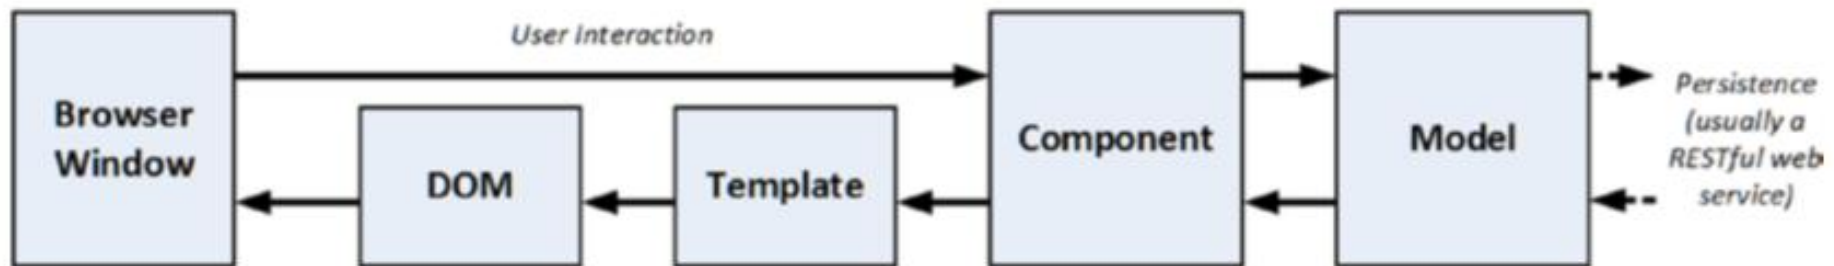 User Interaction
Browser
Window
DOM
Template
Component
Model
Persistence
(usually a
RESTful web
service)